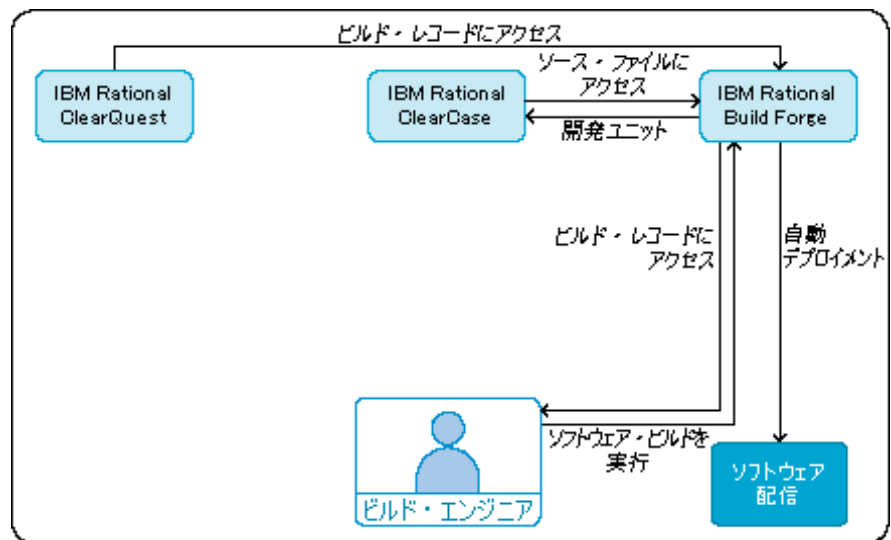 ビルド・レコードにアクセス
IBM Rational
ClearQuest
ソース・ファイルに
アクセス
IBM Rational
ClearCase
IBM Rational
Build Forge
開発ユニット
ビルド・レコードに
アクセス
自動
デプロイメント
ソフトウェア・ビルドを
実行
ビルド・エンジニア
ソフトウェア
配信